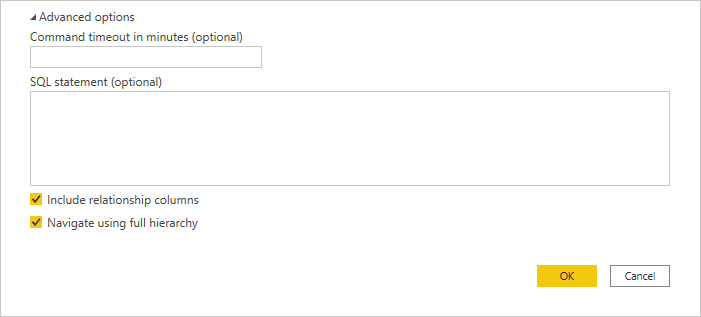 Advanced options
Command timeout in minutes (optional)
SQL statement (optional)
Include relationship columns
Navigate using full hierarchy
OK Cancel